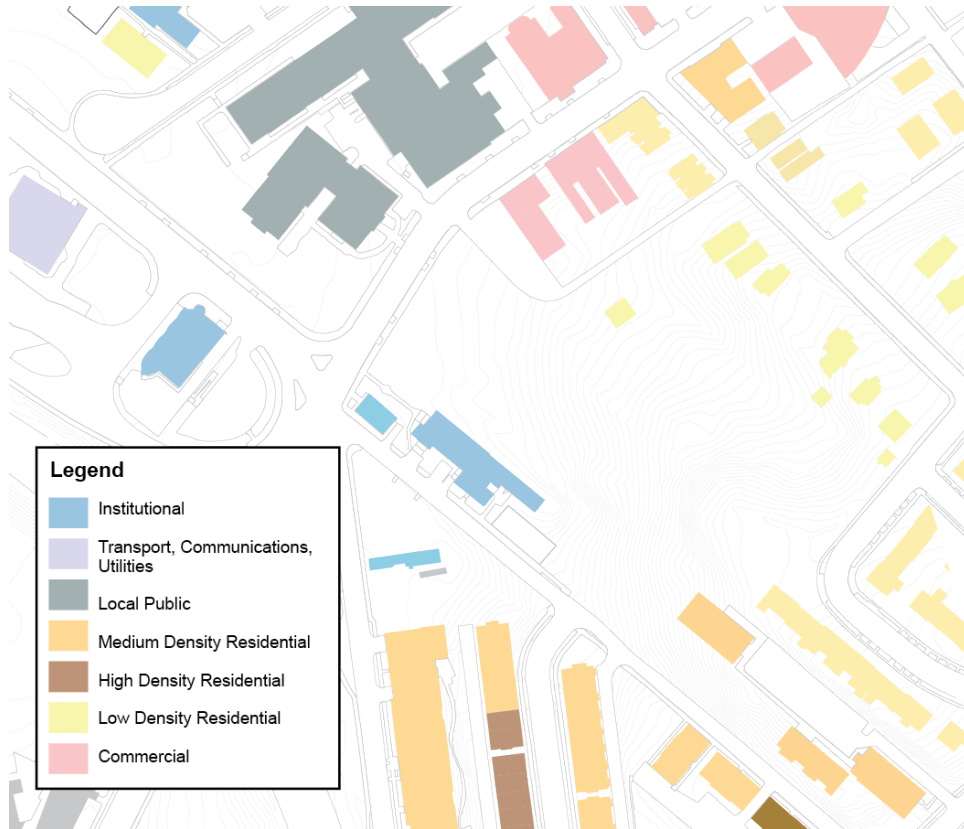 Legend
Institutional
Transport, Communications,
Utilities
Local Public
Medium Density Residential
High Density Residential
Low Density Residential
Commercial